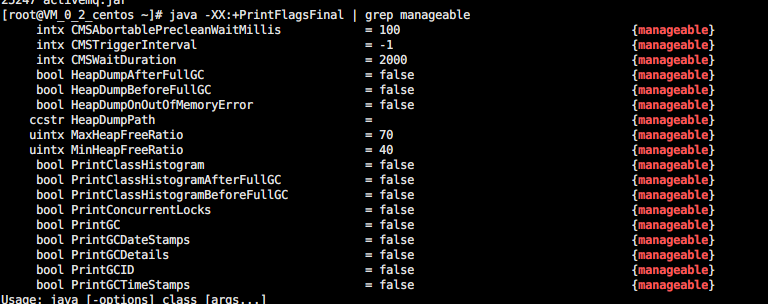 25247 activemq.jar
[root@VM_0_2_centos ~]# java -XX:+PrintFlagsFinal | grep manageable
intx CMSAbortablePrecleanWaitMillis = 100 {manageable}
intx CMSTriggerInterval = -1 {manageable}
intx CMSWaitDuration = 2000 {manageable}
bool HeapDumpAfterFullGC = false {manageable}
bool HeapDumpBeforeFullGC = false {manageable}
bool HeapDumpOnOutOfMemoryError = false {manageable}
ccstr HeapDumpPath = {manageable}
uintx MaxHeapFreeRatio = 70 {manageable}
uintx MinHeapFreeRatio = 40 {manageable}
bool PrintClassHistogram = false {manageable}
bool PrintClassHistogramAfterFullGC = false {manageable}
bool PrintClassHistogramBeforeFullGC = false {manageable}
bool PrintConcurrentLocks = false {manageable}
bool PrintGC = false {manageable}
bool PrintGCDateStamps = false {manageable}
bool PrintGCDetails = false {manageable}
bool PrintGCID = false {manageable}
bool PrintGCTimeStamps = false {manageable}
Usage: java [-options] class [args...]